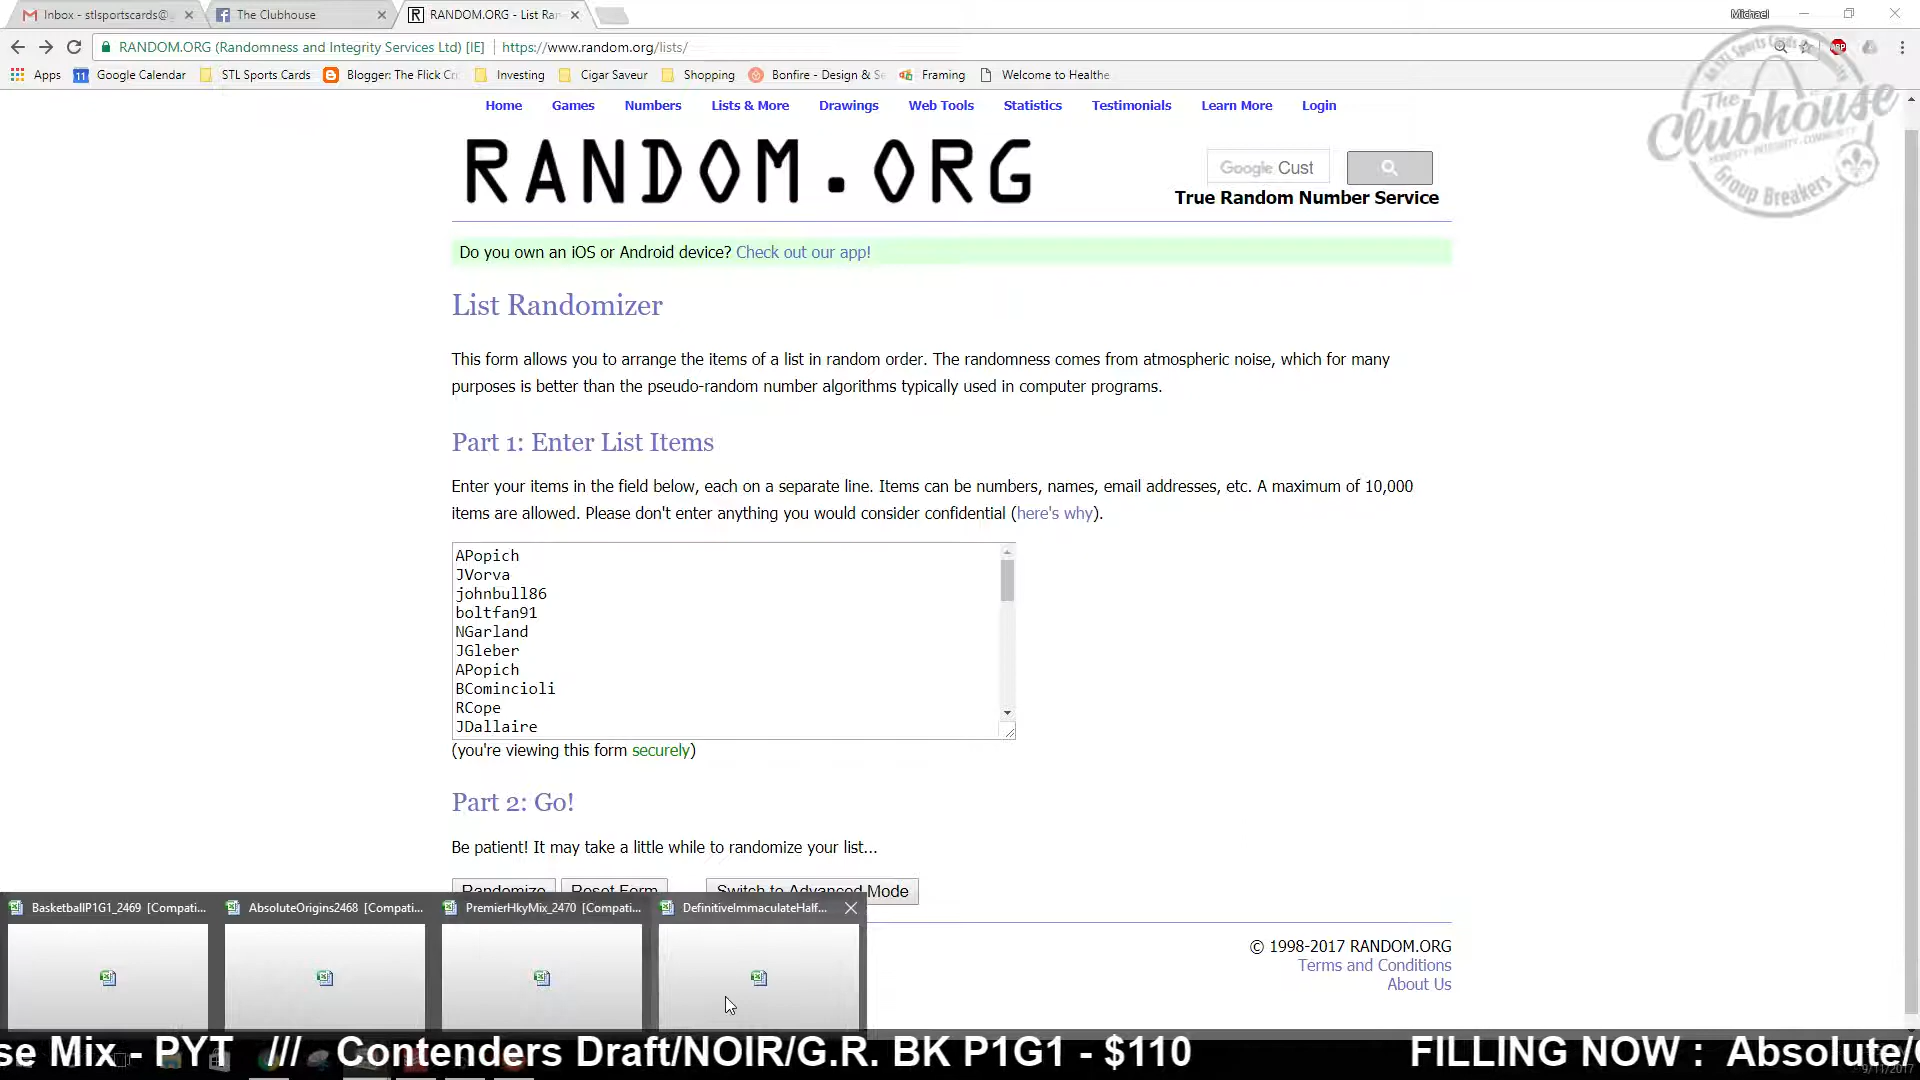 Inbox - stlsportscards@
The Clubhouse
RANDOM.ORG - List Ra
Michael
RANDOM.ORG (Randomness and Integrity Services Ltd) [IE]
https://www.random.org/lists/
Apps
Google Calendar
STL Sports Cards
Blogger: The Flick Cr
Investing
Cigar Saveur
Shopping
Bonfire - Design & Se
Framing
Welcome to Healthe
The Clubhouse
Group Breakers
Home Games Numbers Lists & More Drawings Web Tools Statistics Testimonials Learn More Login
RANDOM.ORG
Google Cust
True Random Number Service
Do you own an iOS or Android device? Check out our app!
List Randomizer
This form allows you to arrange the items of a list in random order. The randomness comes from atmospheric noise, which for many
purposes is better than the pseudo-random number algorithms typically used in computer programs.
Part 1: Enter List Items
Enter your items in the field below, each on a separate line. Items can be numbers, names, email addresses, etc. A maximum of 10,000
items are allowed. Please don't enter anything you would consider confidential (here's why).
APopich
JVorva
johnbull86
boltfan91
NGarland
JGleber
APopich
BComincioli
RCope
JDallaire
(you're viewing this form securely)
Part 2: Go!
Be patient! It may take a little while to randomize your list...
Randomize Reset Form Switch to Advanced Mode
BasketballP1G1_2469 [Compati...
AbsoluteOrigins2468 [Compati...
PremierHkyMix_2470 [Compati...
DefinitiveImmaculateHalf...
© 1998-2017 RANDOM.ORG
Terms and Conditions
About Us
se Mix - PYT /// Contenders Draft/NOIR/G.R. BK P1G1 - $110 FILLING NOW : Absolute/
9/11/2017